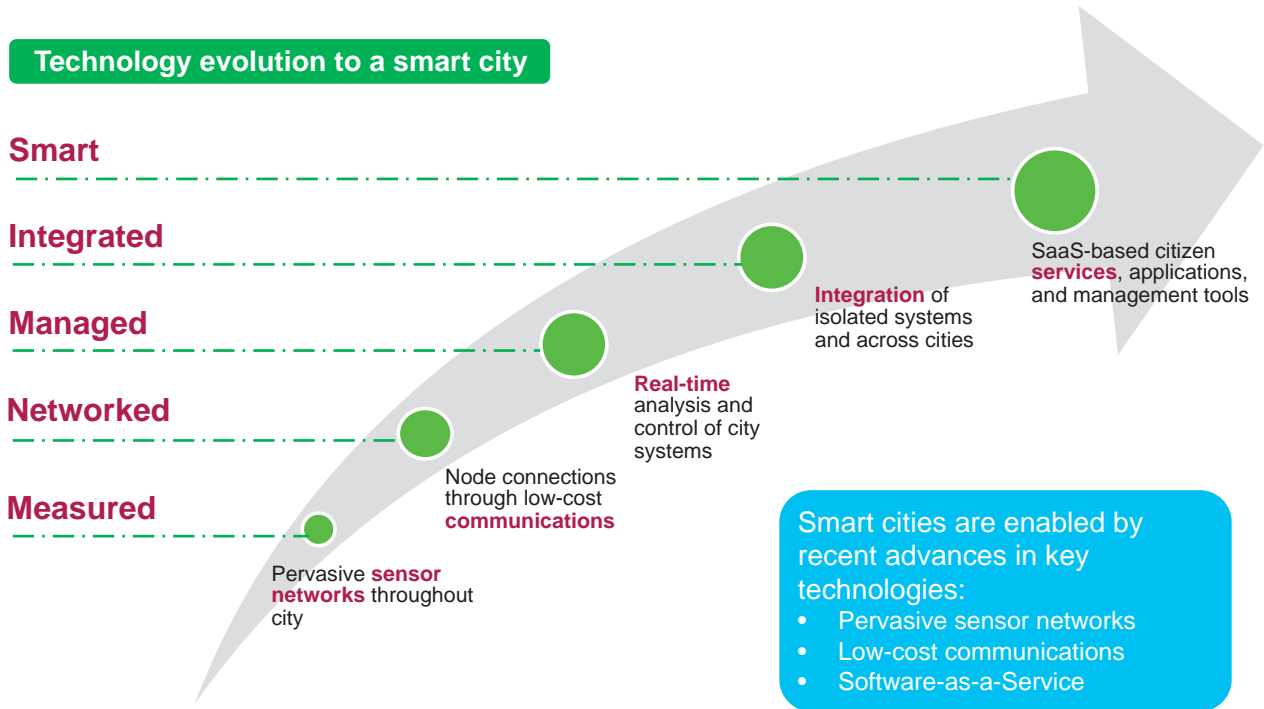 Technology evolution to a smart city
Smart
SaaS-based citizen
services, applications,
and management tools
Integrated
Integration of
isolated systems
and across cities
Managed
Real-time
analysis and
control of city
systems
Networked
Node connections
through low-cost
communications
Measured
Pervasive sensor
networks throughout
city
Smart cities are enabled by
recent advances in key
technologies:
• Pervasive sensor networks
• Low-cost communications
• Software-as-a-Service